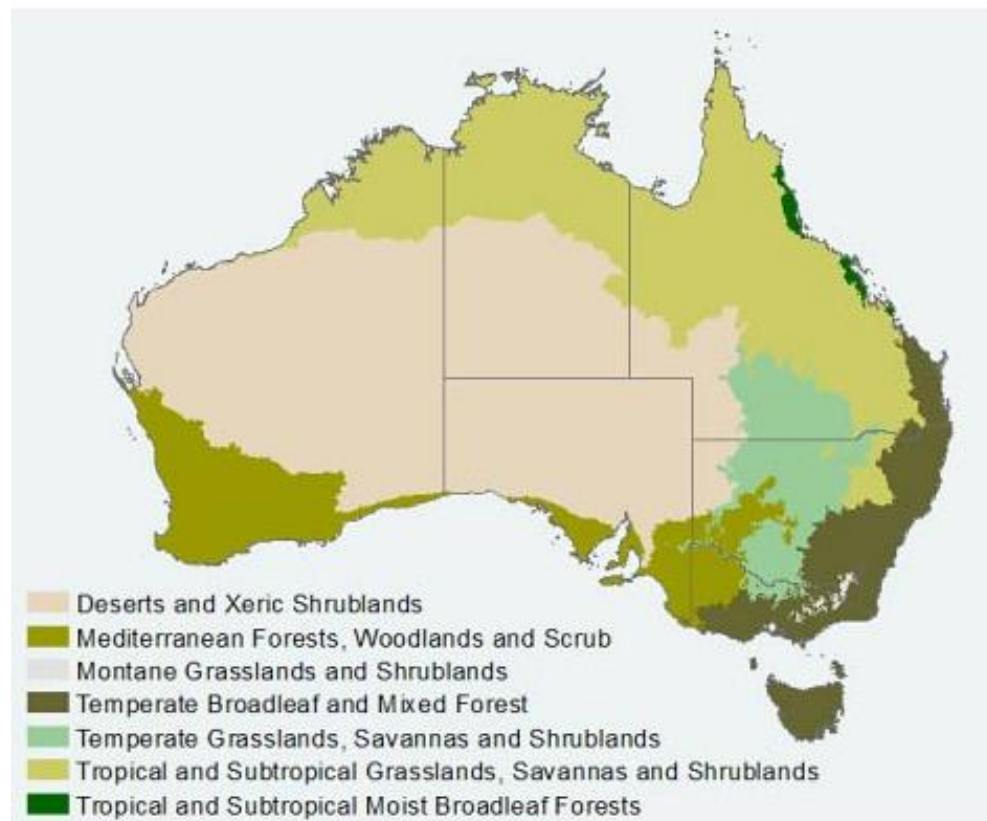 Deserts and Xeric Shrublands
Mediterranean Forests, Woodlands and Scrub
Montane Grasslands and Shrublands
Temperate Broadleaf and Mixed Forest
Temperate Grasslands, Savannas and Shrublands
Tropical and Subtropical Grasslands, Savannas and Shrublands
Tropical and Subtropical Moist Broadleaf Forests